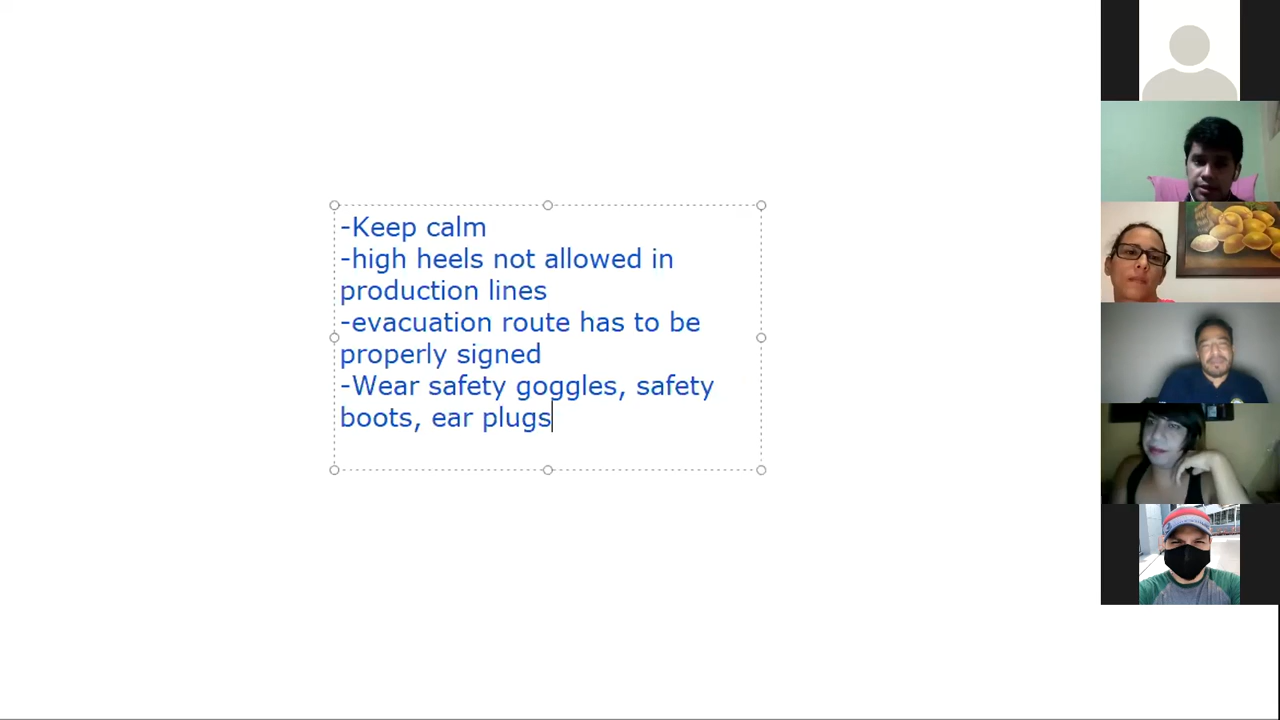 -Keep calm
-high heels not allowed in
production lines
-evacuation route has to be
properly signed
-Wear safety goggles, safety
boots, ear plugs